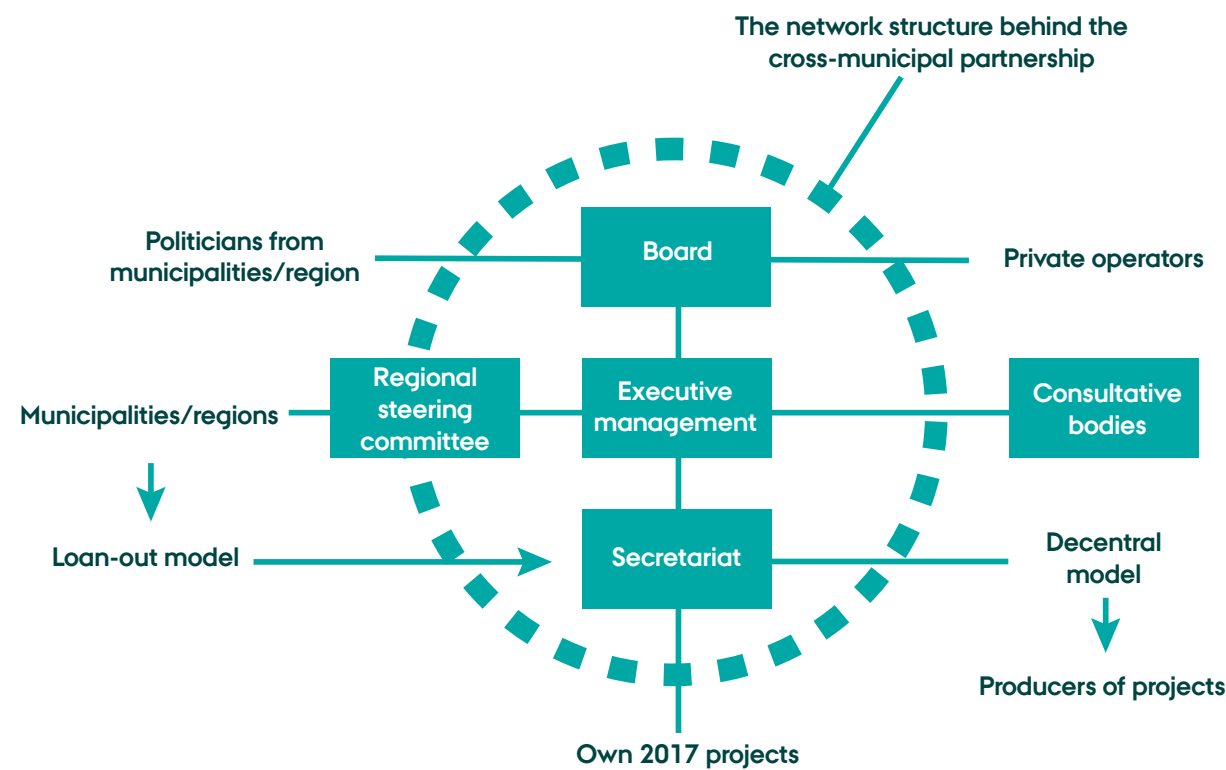 The network structure behind the
cross-municipal partnership
Politicians from
municipalities/region
Board
Private operators
Municipalities/regions
Regional
steering
committee
Executive
management
Consultative
bodies
Loan-out model
Secretariat
Decentral
model
Producers of projects
Own 2017 projects